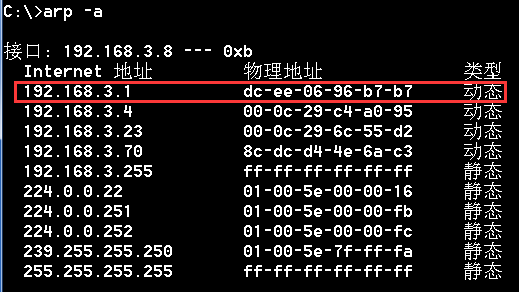 C:\>arp -a
接口: 192.168.3.8 --- 0xb
Internet 地址 物理地址 类型
192.168.3.1 dc-ee-06-96-b7-b7 动态
192.168.3.4 00-0c-29-c4-a0-95 动态
192.168.3.23 00-0c-29-6c-55-d2 动态
192.168.3.70 8c-dc-d4-4e-6a-c3 动态
192.168.3.255 ff-ff-ff-ff-ff-ff 静态
224.0.0.22 01-00-5e-00-00-16 静态
224.0.0.251 01-00-5e-00-00-fb 静态
224.0.0.252 01-00-5e-00-00-fc 静态
239.255.255.250 01-00-5e-7f-ff-fa 静态
255.255.255.255 ff-ff-ff-ff-ff-ff 静态